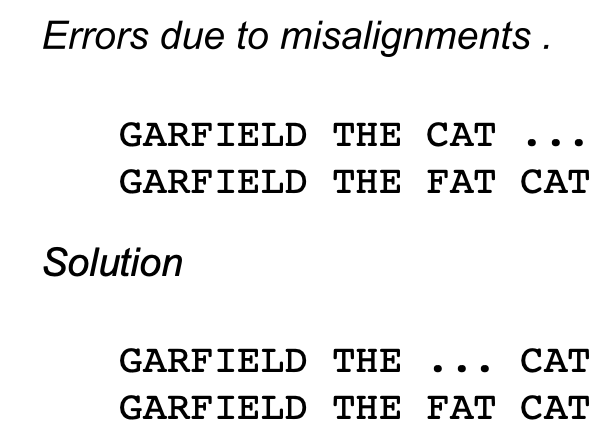 Errors due to misalignments .
GARFIELD THE CAT ...
GARFIELD THE FAT CAT
Solution
GARFIELD THE ... CAT
GARFIELD THE FAT CAT